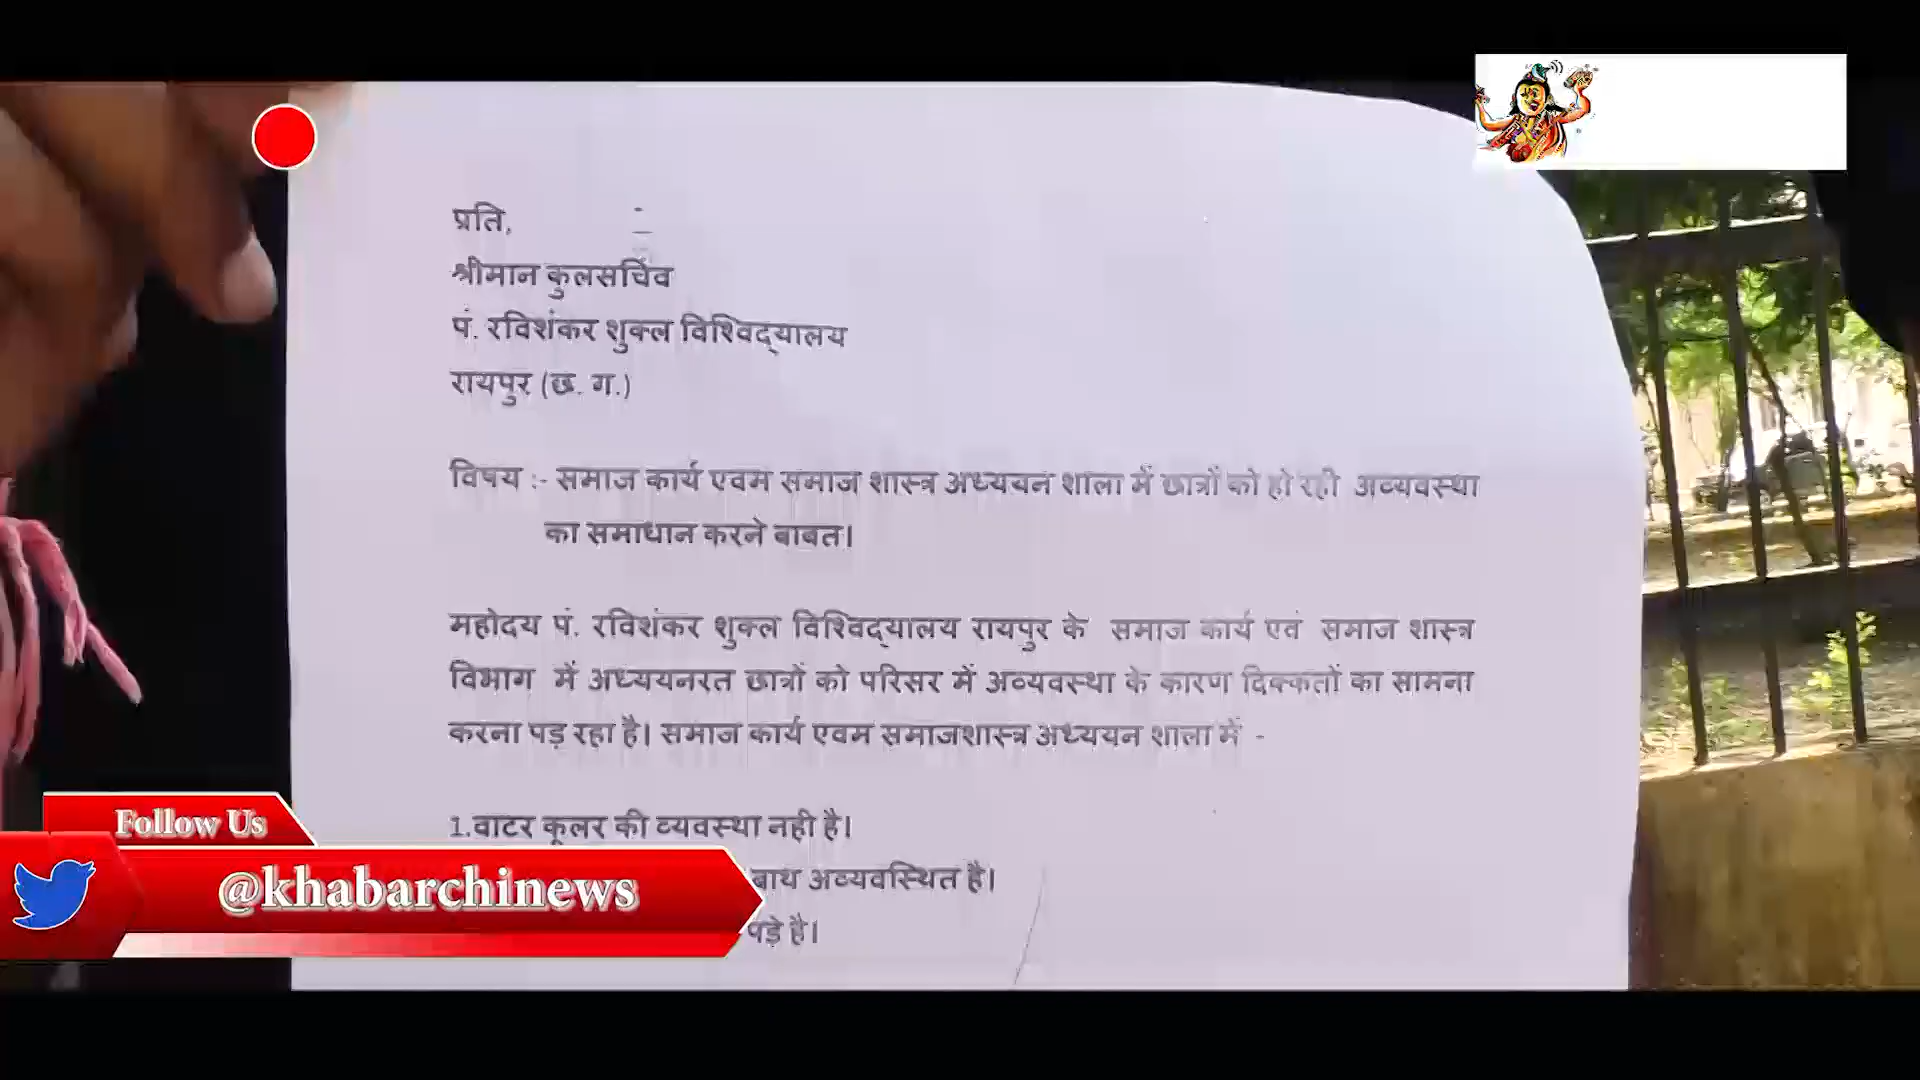 प्रति,
श्रीमान कुलसचिव
पं. रविशंकर शुक्ल विश्विद्यालय
रायपुर (छ. ग.)
विषय :- समाज कार्य एवम समाज शास्त्र अध्ययन शाला में छात्रों को हो रही अव्यवस्था
का समाधान करने बाबत।
महोदय पं. रविशंकर शुक्ल विश्विद्यालय रायपुर के समाज कार्य एवं समाज शास्त्र
विभाग में अध्ययनरत छात्रों को परिसर में अव्यवस्था के कारण दिक्कतों का सामना
करना पड़ रहा है। समाज कार्य एवम समाजशास्त्र अध्ययन शाला में -
1.वाटर कूलर की व्यवस्था नही है।
बाथ अव्यवस्थित है।
पड़े है।
Follow Us
@khabarchinews